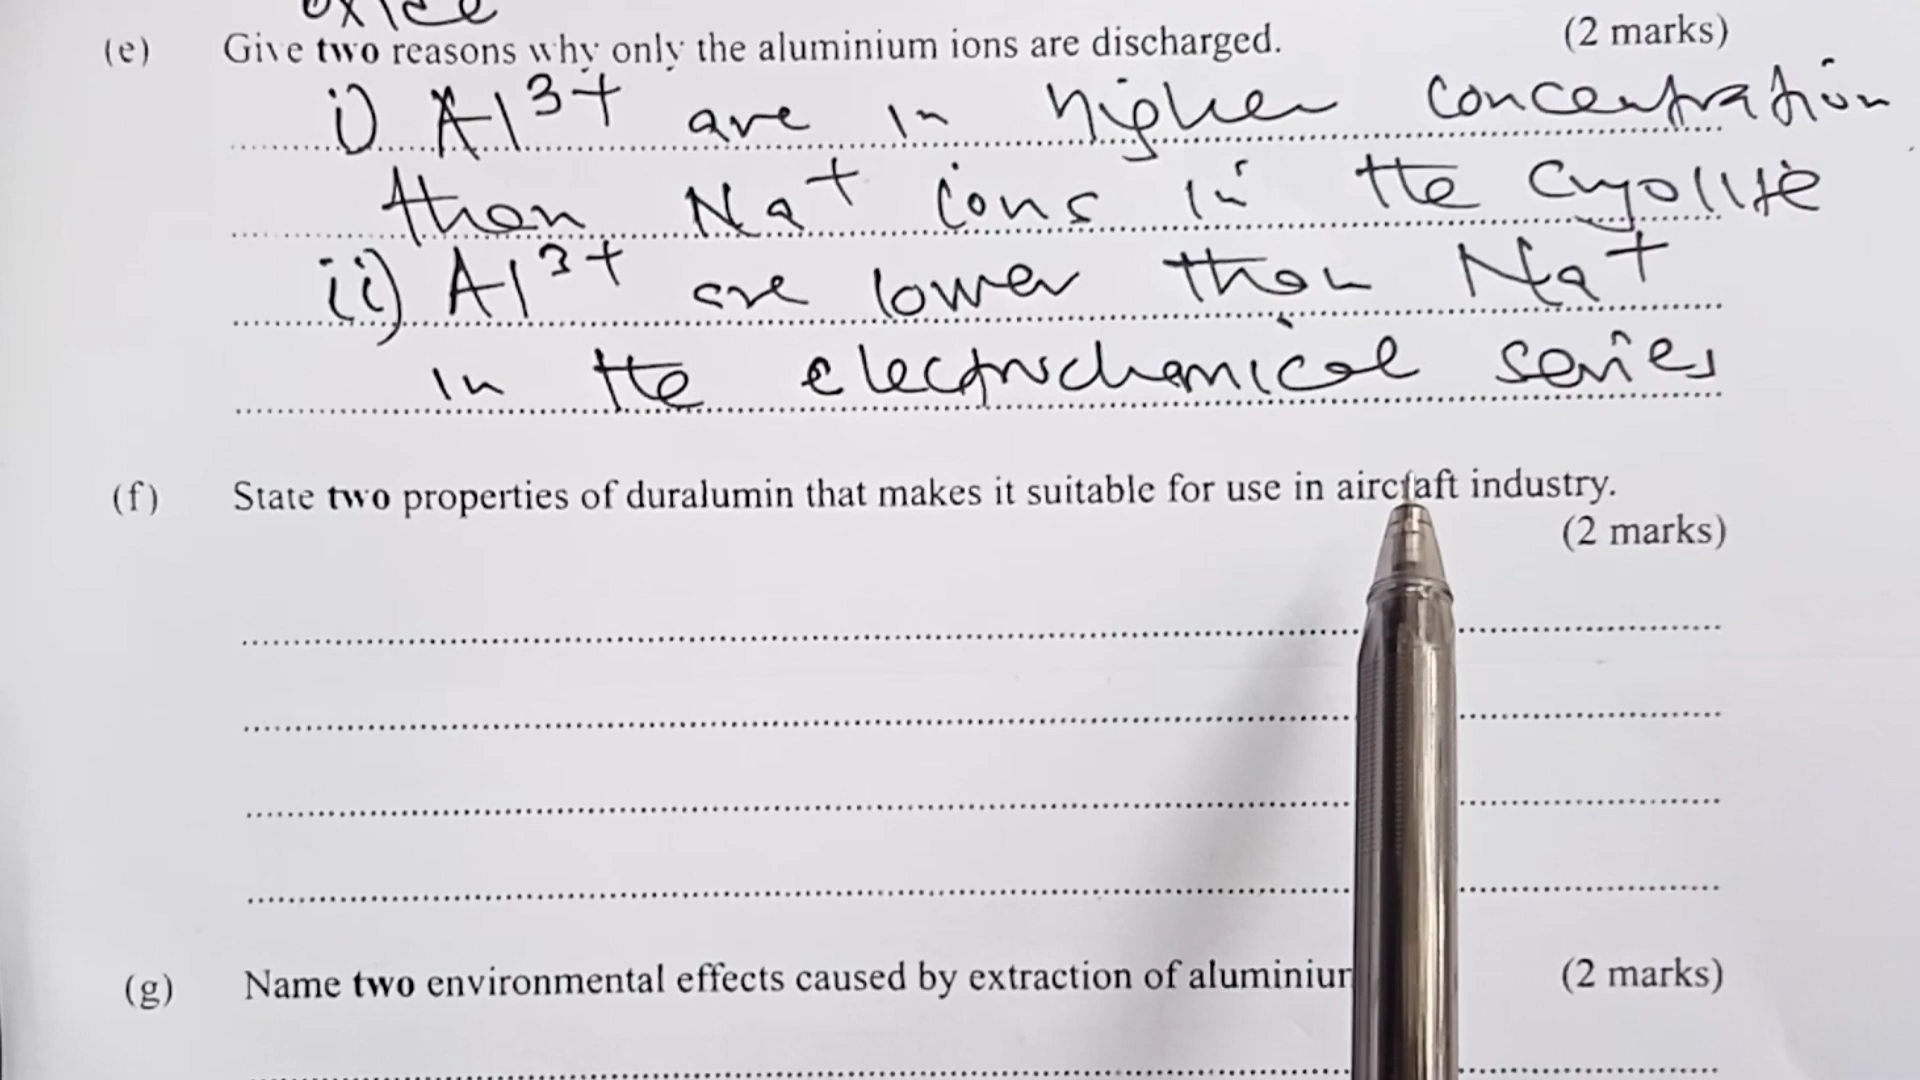 oxide
(e) Give two reasons why only the aluminium ions are discharged. (2 marks)
i) Al3+ are in higher concentration
than Na+ ions in the cryolite
ii) Al3+ are lower than Na+
in the electrochemical series
(f) State two properties of duralumin that makes it suitable for use in aircraft industry.
(2 marks)
(g) Name two environmental effects caused by extraction of aluminium (2 marks)